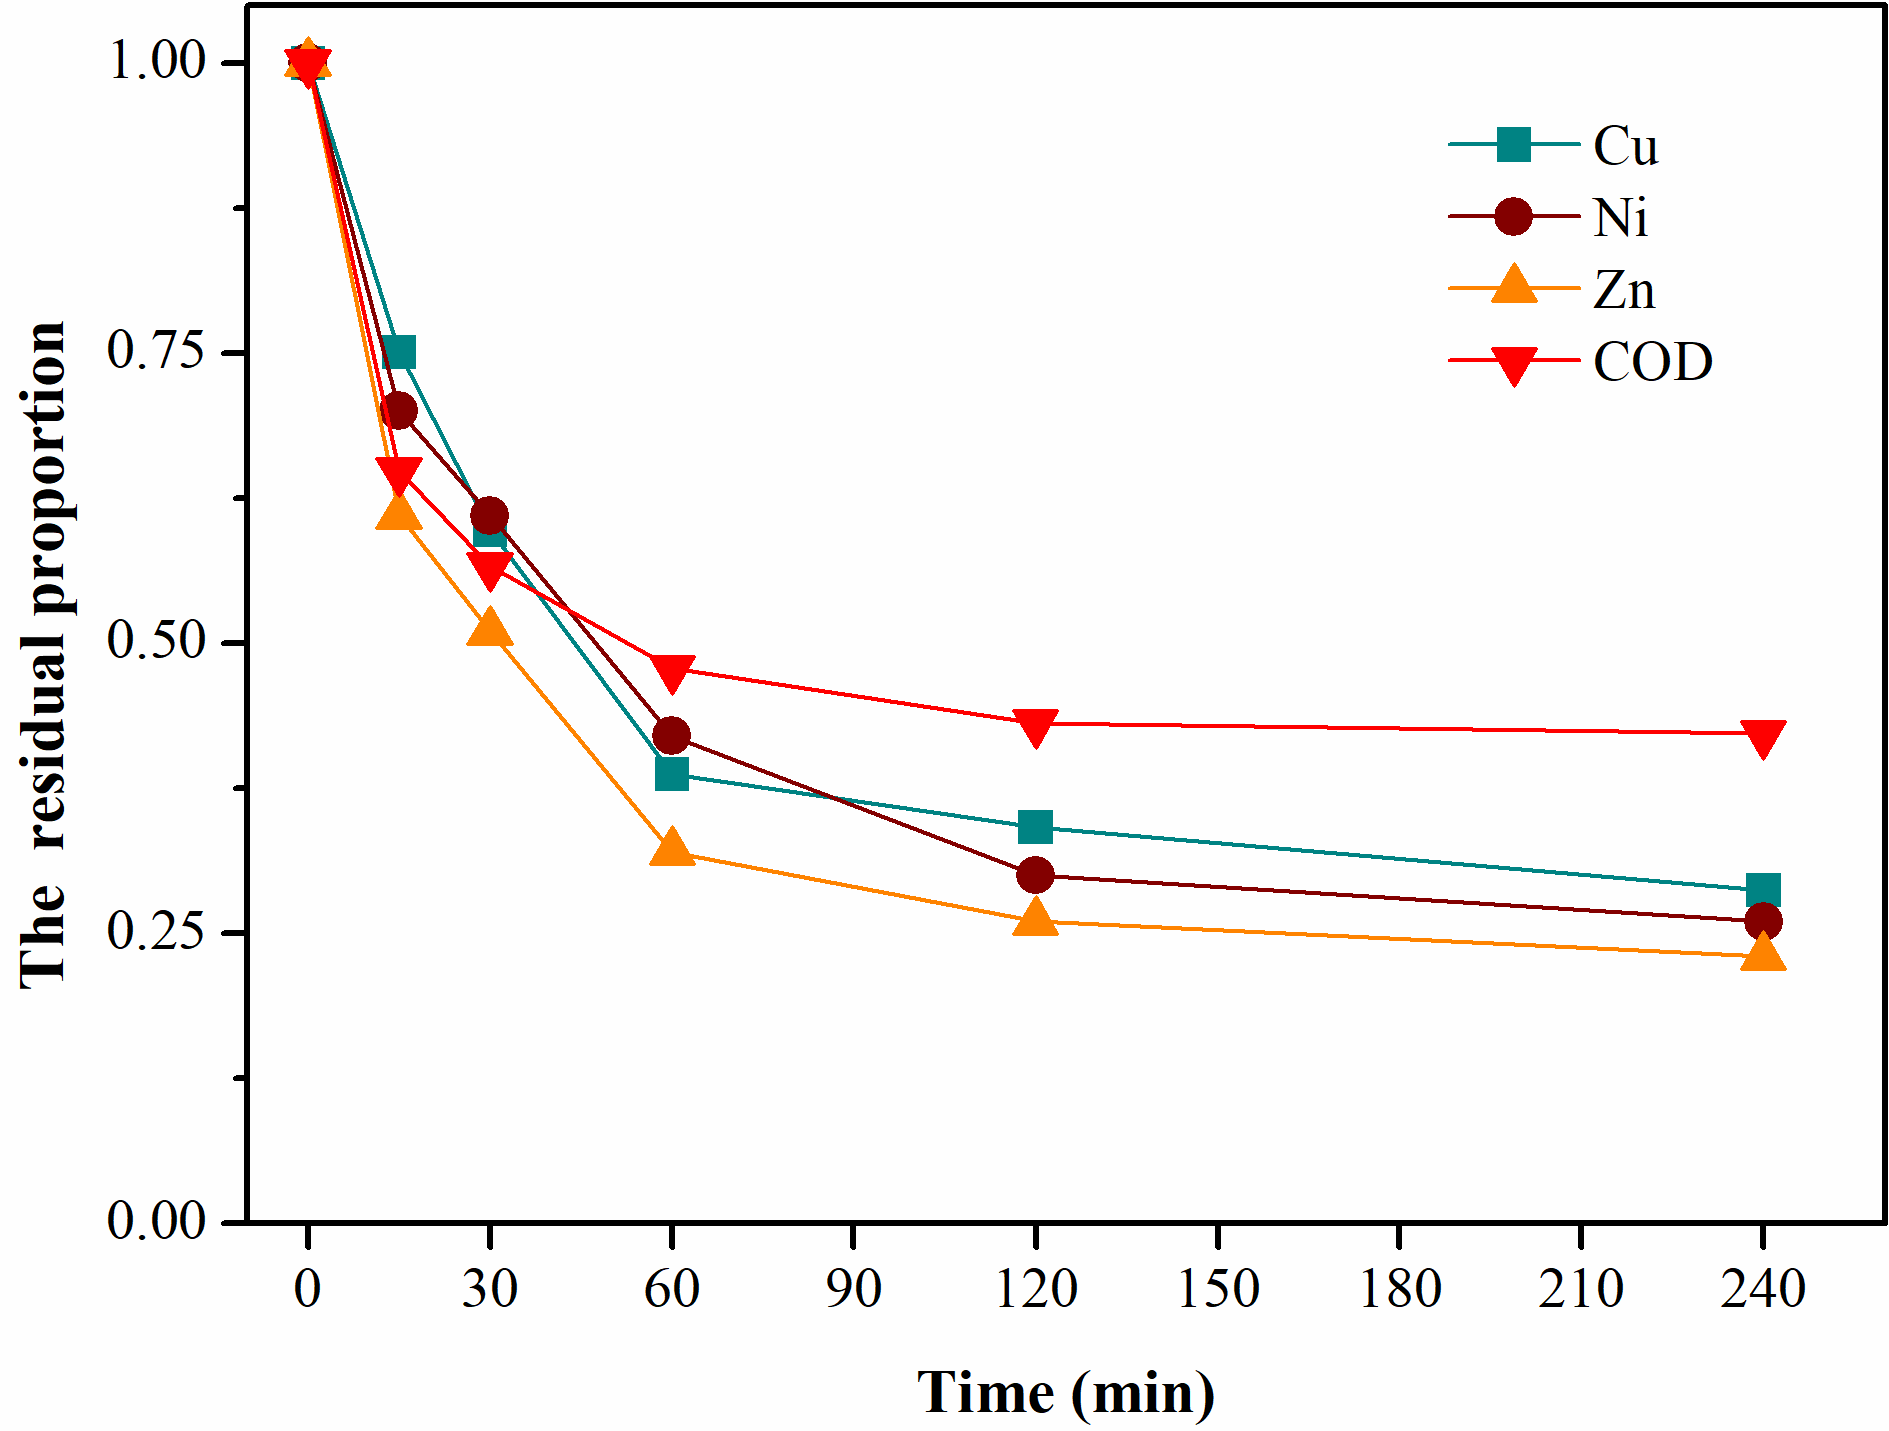 1.00
0.75
0.50
0.25
0.00
The residual proportion
Cu
Ni
Zn
COD
0 30 60 90 120 150 180 210 240
Time (min)